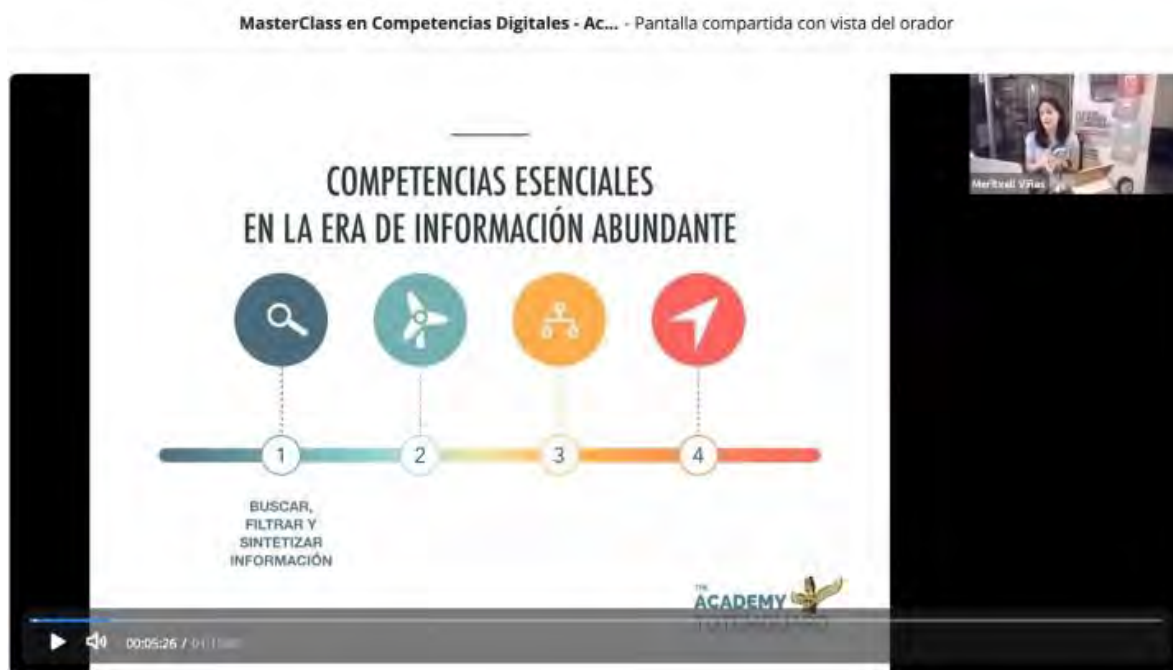 MasterClass en Competencias Digitales - Ac... - Pantalla compartida con vista del orador
Meritxell Viñas
COMPETENCIAS ESENCIALES
EN LA ERA DE INFORMACIÓN ABUNDANTE
1
2
3
4
BUSCAR,
FILTRAR Y
SINTETIZAR
INFORMACIÓN
THE
ACADEMY
00:05:26 /